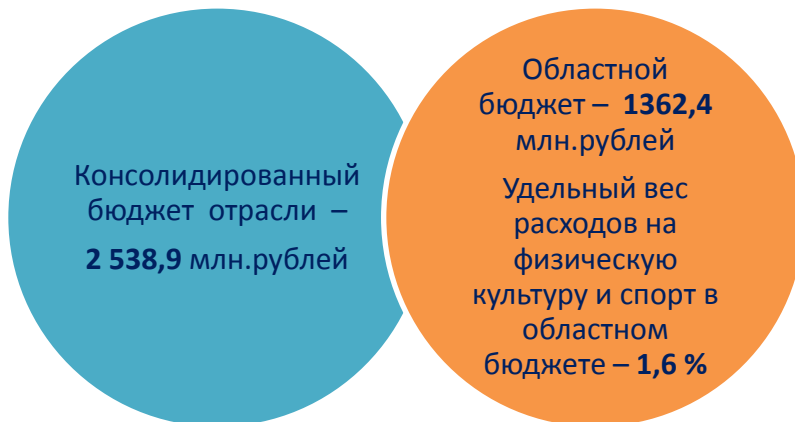 Консолидированный
бюджет отрасли –
2 538,9 млн.рублей
Областной
бюджет – 1362,4
млн.рублей
Удельный вес
расходов на
физическую
культуру и спорт в
областном
бюджете – 1,6 %